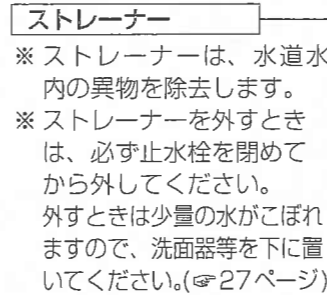 ストレーナー
※ストレーナーは、水道水
内の異物を除去します。
※ストレーナーを外すとき
は、必ず止水栓を閉めて
から外してください。
外すときは少量の水がこぼれ
ますので、洗面器等を下に置
いてください。(☞27ページ)